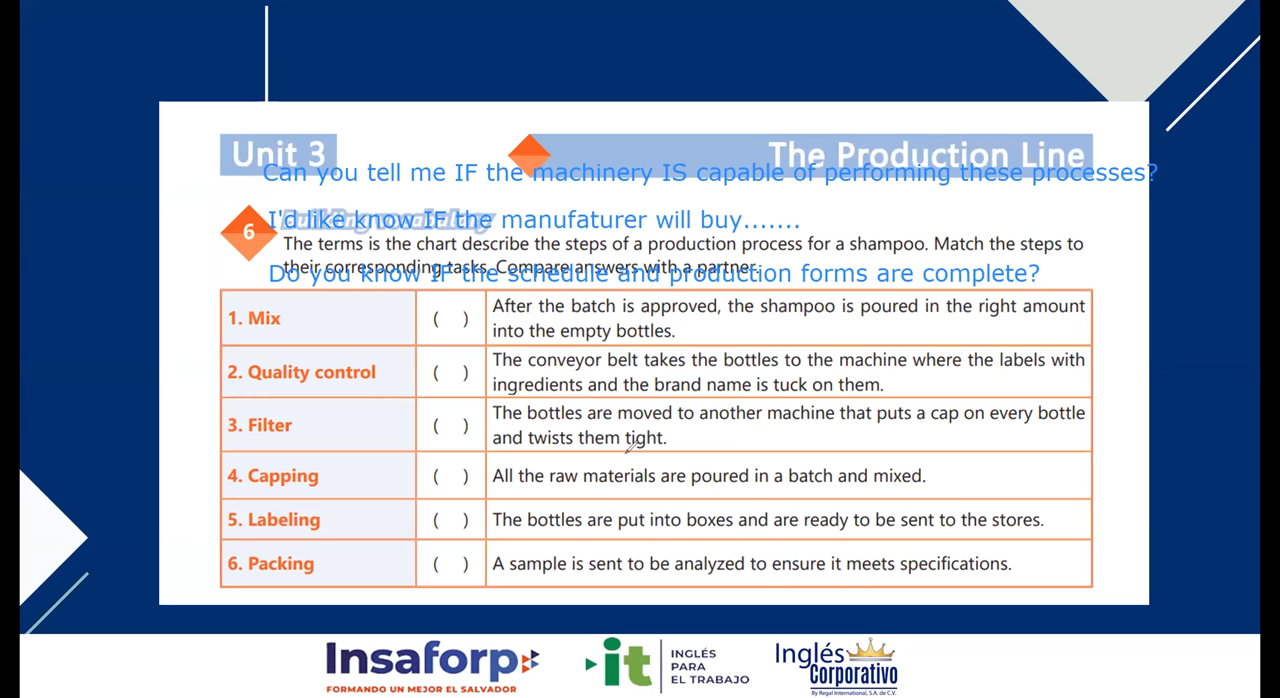 Unit 3
The Production Line
Can you tell me IF the machinery IS capable of performing these processes?
I'd like know IF the manufaturer will buy.......
Building vocabulary
6
The terms is the chart describe the steps of a production process for a shampoo. Match the steps to
their corresponding tasks. Compare answers with a partner.
Do you know IF the schedule and production forms are complete?
1. Mix ( ) After the batch is approved, the shampoo is poured in the right amount
into the empty bottles.
2. Quality control ( ) The conveyor belt takes the bottles to the machine where the labels with
ingredients and the brand name is tuck on them.
3. Filter ( ) The bottles are moved to another machine that puts a cap on every bottle
and twists them tight.
4. Capping ( ) All the raw materials are poured in a batch and mixed.
5. Labeling ( ) The bottles are put into boxes and are ready to be sent to the stores.
6. Packing ( ) A sample is sent to be analyzed to ensure it meets specifications.
Insaforp
FORMANDO UN MEJOR EL SALVADOR
it
INGLÉS
PARA
EL TRABAJO
Inglés
Corporativo
By Regal International, S.A. de C.V.